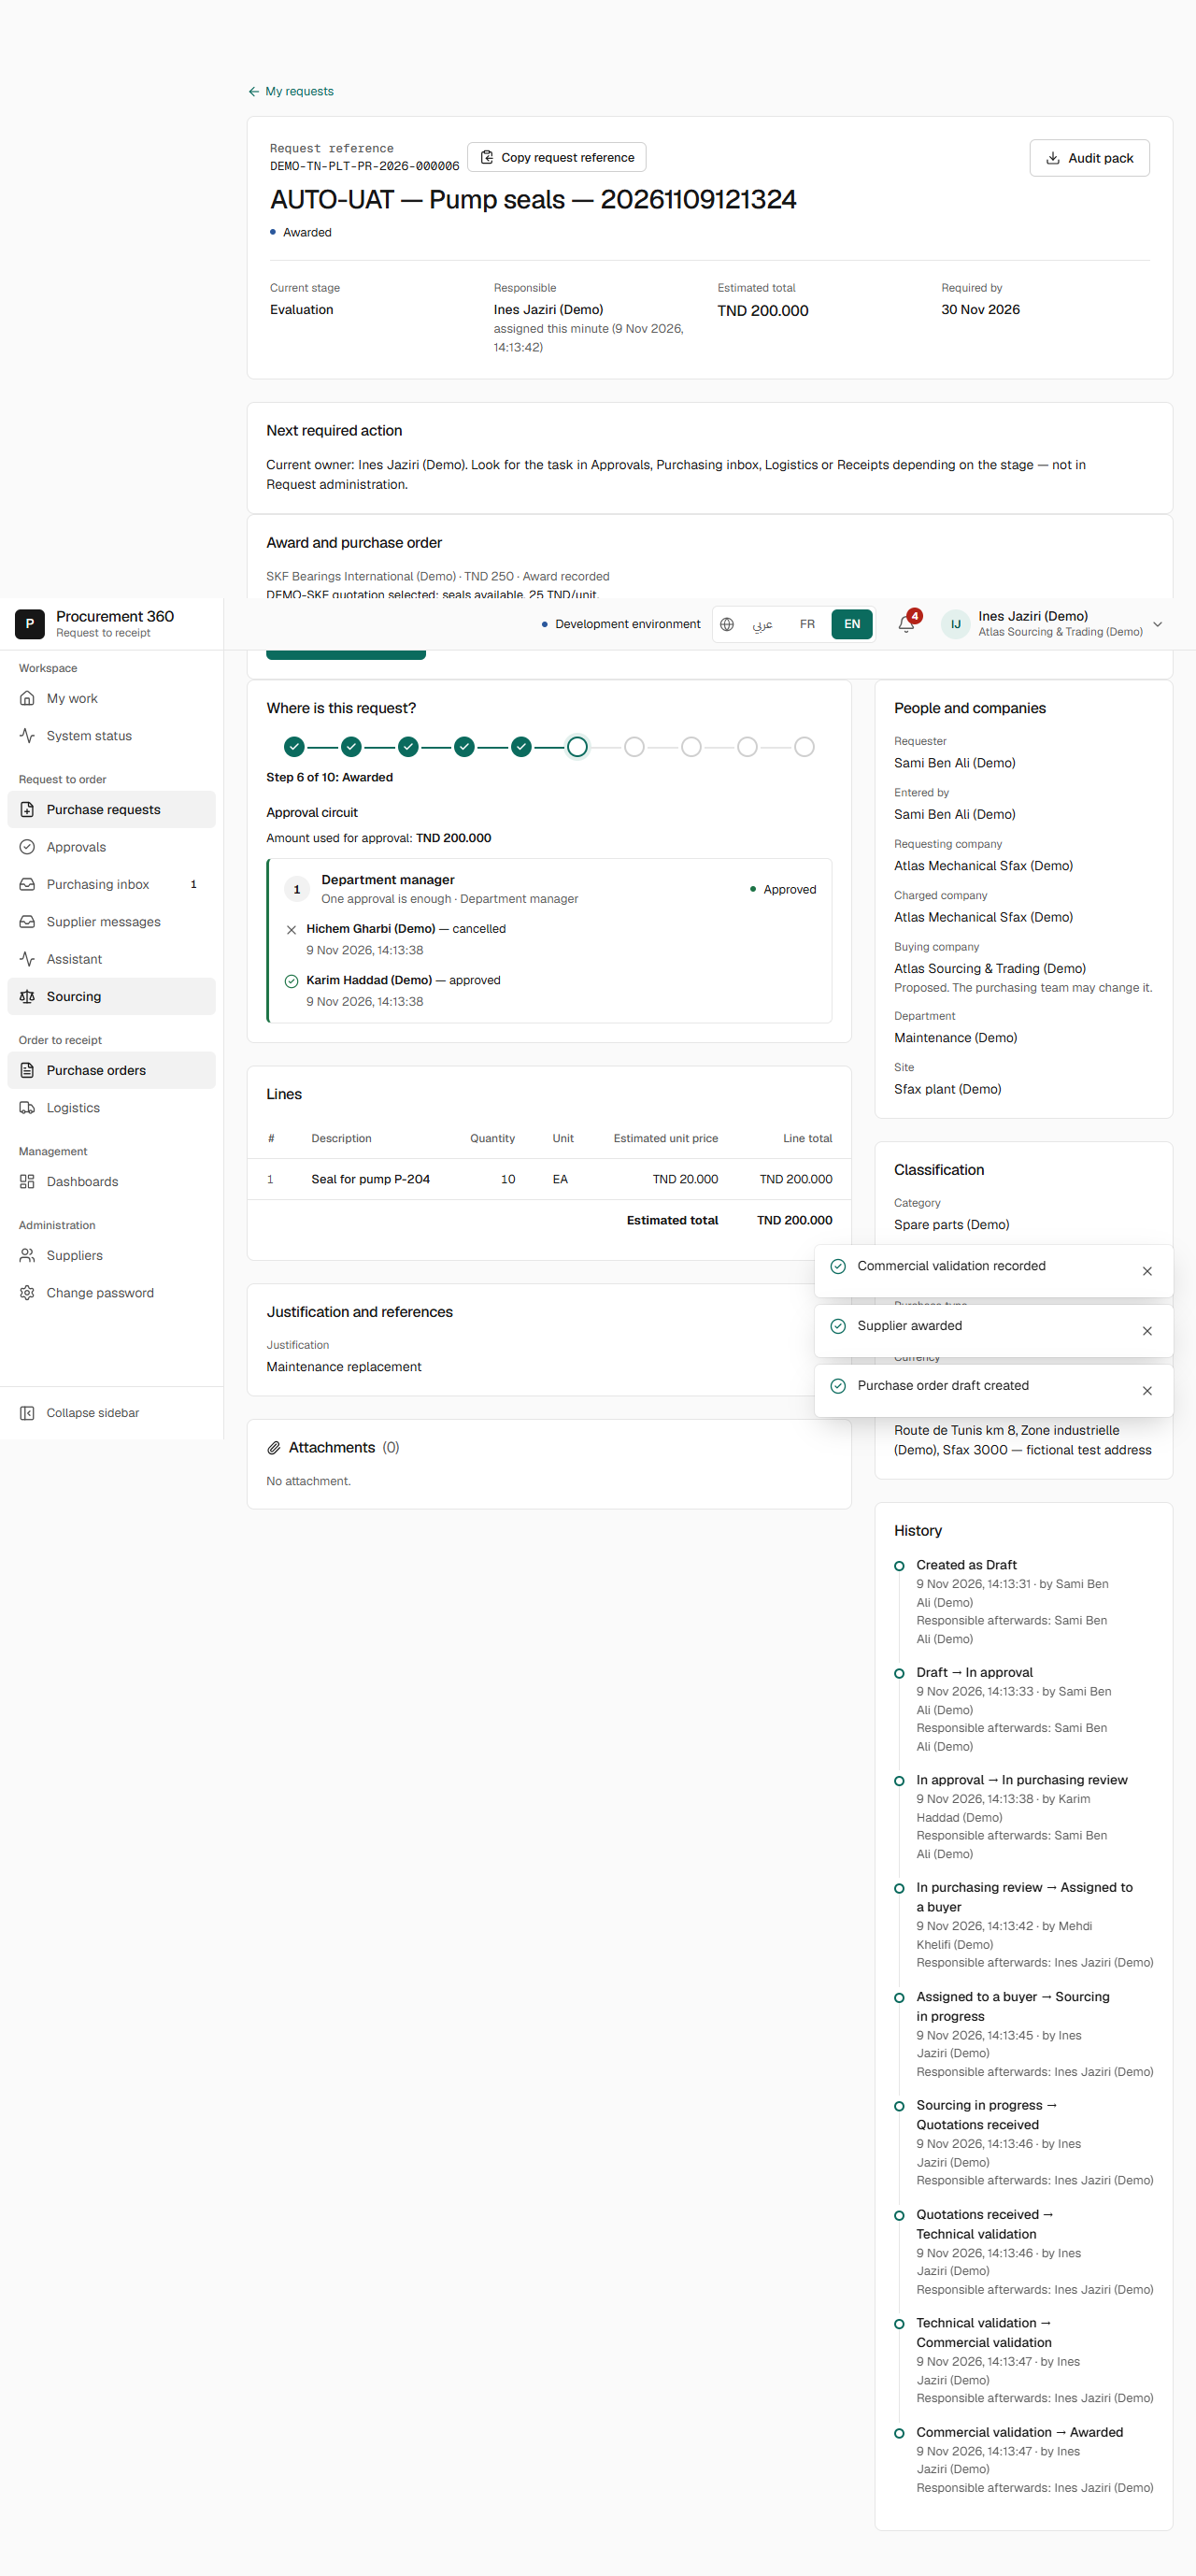 My requests
Request reference
DEMO-TN-PLT-PR-2026-000006
Copy request reference
Audit pack
AUTO-UAT — Pump seals — 20261109121324
Awarded
Current stage
Evaluation
Responsible
Ines Jaziri (Demo)
assigned this minute (9 Nov 2026,
14:13:42)
Estimated total
TND 200.000
Required by
30 Nov 2026
Next required action
Current owner: Ines Jaziri (Demo). Look for the task in Approvals, Purchasing inbox, Logistics or Receipts depending on the stage — not in
Request administration.
Award and purchase order
SKF Bearings International (Demo) · TND 250 · Award recorded
DEMO-SKF quotation selected: seals available, 25 TND/unit.
P
Procurement 360
Request to receipt
Development environment
عربي
FR
EN
4
IJ
Ines Jaziri (Demo)
Atlas Sourcing & Trading (Demo)
Workspace
My work
System status
Request to order
Purchase requests
Approvals
Purchasing inbox
1
Supplier messages
Assistant
Sourcing
Order to receipt
Purchase orders
Logistics
Management
Dashboards
Administration
Suppliers
Change password
Collapse sidebar
Where is this request?
Step 6 of 10: Awarded
Approval circuit
Amount used for approval: TND 200.000
1
Department manager
One approval is enough · Department manager
Approved
Hichem Gharbi (Demo) — cancelled
9 Nov 2026, 14:13:38
Karim Haddad (Demo) — approved
9 Nov 2026, 14:13:38
Lines
# Description Quantity Unit Estimated unit price Line total
1 Seal for pump P-204 10 EA TND 20.000 TND 200.000
Estimated total TND 200.000
Justification and references
Justification
Maintenance replacement
Attachments (0)
No attachment.
People and companies
Requester
Sami Ben Ali (Demo)
Entered by
Sami Ben Ali (Demo)
Requesting company
Atlas Mechanical Sfax (Demo)
Charged company
Atlas Mechanical Sfax (Demo)
Buying company
Atlas Sourcing & Trading (Demo)
Proposed. The purchasing team may change it.
Department
Maintenance (Demo)
Site
Sfax plant (Demo)
Classification
Category
Spare parts (Demo)
Commercial validation recorded
Purchase type
Supplier awarded
Currency
Purchase order draft created
Route de Tunis km 8, Zone industrielle
(Demo), Sfax 3000 — fictional test address
History
Created as Draft
9 Nov 2026, 14:13:31 · by Sami Ben
Ali (Demo)
Responsible afterwards: Sami Ben
Ali (Demo)
Draft → In approval
9 Nov 2026, 14:13:33 · by Sami Ben
Ali (Demo)
Responsible afterwards: Sami Ben
Ali (Demo)
In approval → In purchasing review
9 Nov 2026, 14:13:38 · by Karim
Haddad (Demo)
Responsible afterwards: Sami Ben
Ali (Demo)
In purchasing review → Assigned to
a buyer
9 Nov 2026, 14:13:42 · by Mehdi
Khelifi (Demo)
Responsible afterwards: Ines Jaziri (Demo)
Assigned to a buyer → Sourcing
in progress
9 Nov 2026, 14:13:45 · by Ines
Jaziri (Demo)
Responsible afterwards: Ines Jaziri (Demo)
Sourcing in progress →
Quotations received
9 Nov 2026, 14:13:46 · by Ines
Jaziri (Demo)
Responsible afterwards: Ines Jaziri (Demo)
Quotations received →
Technical validation
9 Nov 2026, 14:13:46 · by Ines
Jaziri (Demo)
Responsible afterwards: Ines Jaziri (Demo)
Technical validation →
Commercial validation
9 Nov 2026, 14:13:47 · by Ines
Jaziri (Demo)
Responsible afterwards: Ines Jaziri (Demo)
Commercial validation → Awarded
9 Nov 2026, 14:13:47 · by Ines
Jaziri (Demo)
Responsible afterwards: Ines Jaziri (Demo)